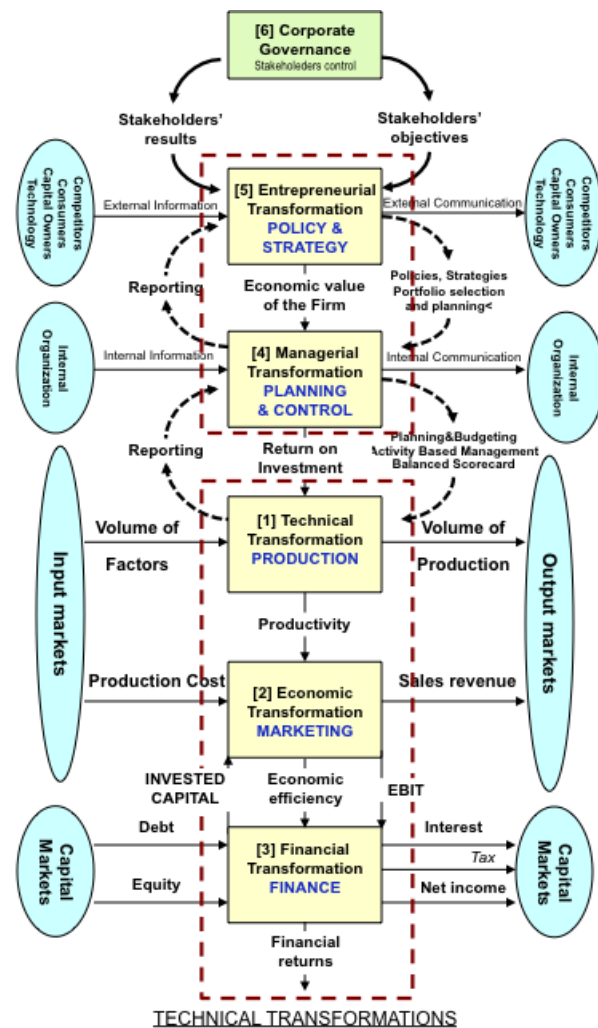 [6] Corporate
Governance
Stakeholeders control
Stakeholders'
results
Stakeholders'
objectives
Competitors
Consumers
Capital Owners
Technology
External Information
[5] Entrepreneurial
Transformation
POLICY &
STRATEGY
External Communication
Competitors
Consumers
Capital Owners
Technology
Reporting
Economic value
of the Firm
Policies, Strategies
Portfolio selection
and planning<
Internal
Organization
Internal Information
[4] Managerial
Transformation
PLANNING
& CONTROL
Internal Communication
Internal
Organization
Reporting
Return on
Investment
Planning&Budgeting
Activity Based Management
Balanced Scorecard
Input markets
Volume of
Factors
[1] Technical
Transformation
PRODUCTION
Volume of
Production
Output markets
Productivity
Production Cost
[2] Economic
Transformation
MARKETING
Sales revenue
INVESTED
CAPITAL
Economic
efficiency
EBIT
Capital
Markets
Debt
Equity
[3] Financial
Transformation
FINANCE
Interest
Tax
Net income
Capital
Markets
Financial
returns
TECHNICAL TRANSFORMATIONS